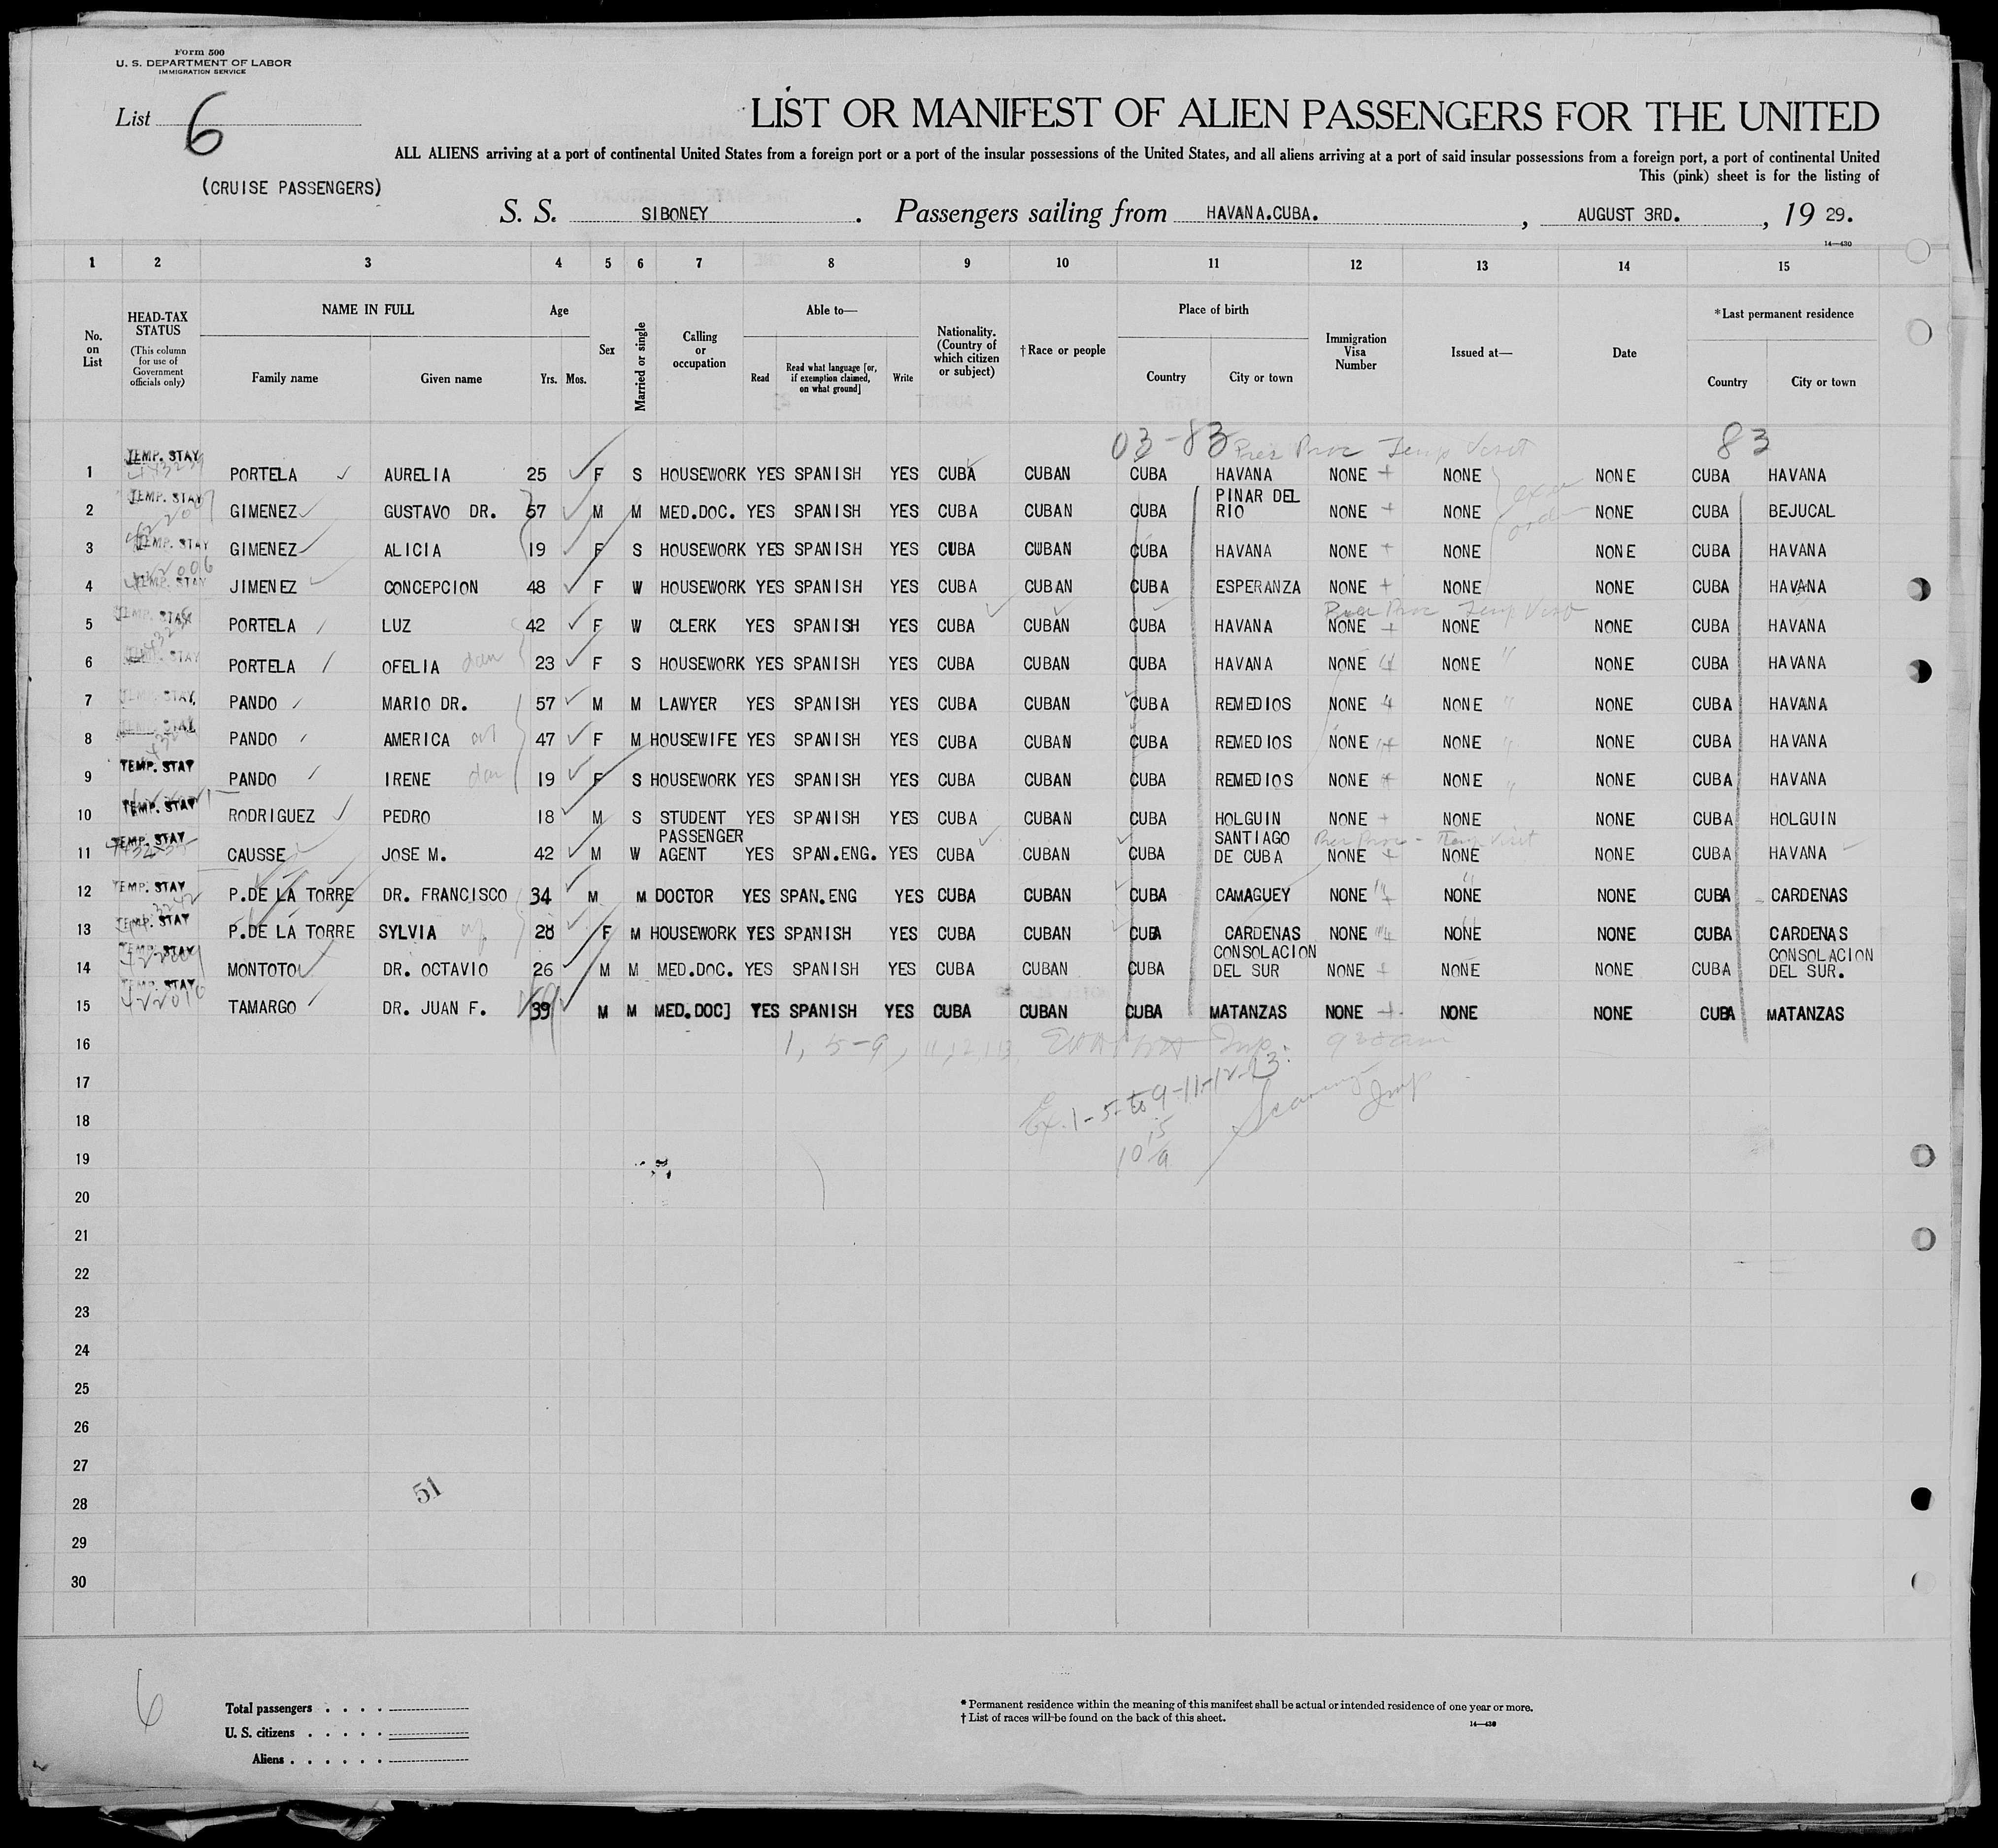 Form 500
U. S. DEPARTMENT OF LABOR
IMMIGRATION SERVICE
List 6
LIST OR MANIFEST OF ALIEN PASSENGERS FOR THE UNITED
ALL ALIENS arriving at a port of continental United States from a foreign port or a port of the insular possessions of the United States, and all aliens arriving at a port of said insular possessions from a foreign port, a port of continental United
This (pink) sheet is for the listing of
(CRUISE PASSENGERS)
S. S. SIBONEY. Passengers sailing from HAVANA.CUBA. , AUGUST 3RD. , 19 29.
14—430
1 2 3 4 5 6 7 8 9 10 11 12 13 14 15
No. on List
HEAD-TAX STATUS
(This column for use of Government officials only)
NAME IN FULL
Family name Given name
Age
Yrs. Mos.
Sex
Married or single
Calling or occupation
Able to—
Read
Read what language [or, if exemption claimed, on what ground]
Write
Nationality. (Country of which citizen or subject)
†Race or people
Place of birth
Country City or town
Immigration Visa Number
Issued at—
Date
*Last permanent residence
Country City or town
03-83 Temp Visit 83
1 TEMP. STAY PORTELA AURELIA 25 F S HOUSEWORK YES SPANISH YES CUBA CUBAN CUBA HAVANA NONE NONE NONE CUBA HAVANA
2 TEMP. STAY GIMENEZ GUSTAVO DR. 57 M M MED.DOC. YES SPANISH YES CUBA CUBAN CUBA PINAR DEL RIO NONE NONE NONE CUBA BEJUCAL
3 TEMP. STAY GIMENEZ ALICIA 19 F S HOUSEWORK YES SPANISH YES CUBA CUBAN CUBA HAVANA NONE NONE NONE CUBA HAVANA
4 TEMP. STAY JIMENEZ CONCEPCION 48 F W HOUSEWORK YES SPANISH YES CUBA CUBAN CUBA ESPERANZA NONE NONE NONE CUBA HAVANA
5 TEMP. STAY PORTELA LUZ 42 F W CLERK YES SPANISH YES CUBA CUBAN CUBA HAVANA NONE NONE NONE CUBA HAVANA
6 TEMP. STAY PORTELA OFELIA dau 23 F S HOUSEWORK YES SPANISH YES CUBA CUBAN CUBA HAVANA NONE NONE NONE CUBA HAVANA
7 TEMP. STAY PANDO MARIO DR. 57 M M LAWYER YES SPANISH YES CUBA CUBAN CUBA REMEDIOS NONE NONE NONE CUBA HAVANA
8 TEMP. STAY PANDO AMERICA 47 F M HOUSEWIFE YES SPANISH YES CUBA CUBAN CUBA REMEDIOS NONE NONE NONE CUBA HAVANA
9 TEMP. STAY PANDO IRENE dau 19 F S HOUSEWORK YES SPANISH YES CUBA CUBAN CUBA REMEDIOS NONE NONE NONE CUBA HAVANA
10 TEMP. STAY RODRIGUEZ PEDRO 18 M S STUDENT YES SPANISH YES CUBA CUBAN CUBA HOLGUIN NONE NONE NONE CUBA HOLGUIN
11 TEMP. STAY CAUSSE JOSE M. 42 M W PASSENGER AGENT YES SPAN.ENG. YES CUBA CUBAN CUBA SANTIAGO DE CUBA NONE NONE NONE CUBA HAVANA
12 TEMP. STAY P.DE LA TORRE DR. FRANCISCO 34 M M DOCTOR YES SPAN.ENG YES CUBA CUBAN CUBA CAMAGUEY NONE NONE NONE CUBA CARDENAS
13 TEMP. STAY P.DE LA TORRE SYLVIA 28 F M HOUSEWORK YES SPANISH YES CUBA CUBAN CUBA CARDENAS NONE NONE NONE CUBA CARDENAS
14 TEMP. STAY MONTOTO DR. OCTAVIO 26 M M MED.DOC. YES SPANISH YES CUBA CUBAN CUBA CONSOLACION DEL SUR NONE NONE NONE CUBA CONSOLACION DEL SUR.
15 TEMP. STAY TAMARGO DR. JUAN F. 39 M M MED.DOC] YES SPANISH YES CUBA CUBAN CUBA MATANZAS NONE NONE NONE CUBA MATANZAS
16 1, 5-9, 11, 12, 13
17 Ex. 1-5-to 9-11-12-13
18
19
20
21
22
23
24
25
26
27
51
28
29
30
6
Total passengers . . . .
U. S. citizens . . . . .
Aliens . . . . . .
* Permanent residence within the meaning of this manifest shall be actual or intended residence of one year or more.
† List of races will be found on the back of this sheet.
14—430